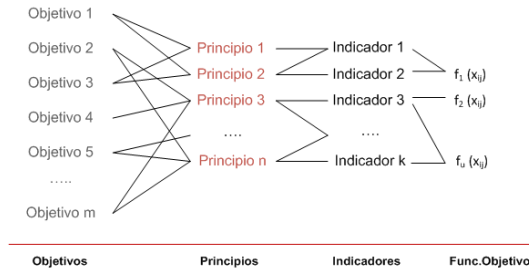 Objetivo 1
Objetivo 2
Objetivo 3
Objetivo 4
Objetivo 5
.....
Objetivo m
Principio 1
Principio 2
Principio 3
....
Principio n
Indicador 1
Indicador 2
Indicador 3
....
Indicador k
f₁ (xᵢⱼ)
f₂ (xᵢⱼ)
fᵤ (xᵢⱼ)
Objetivos Principios Indicadores Func.Objetivo